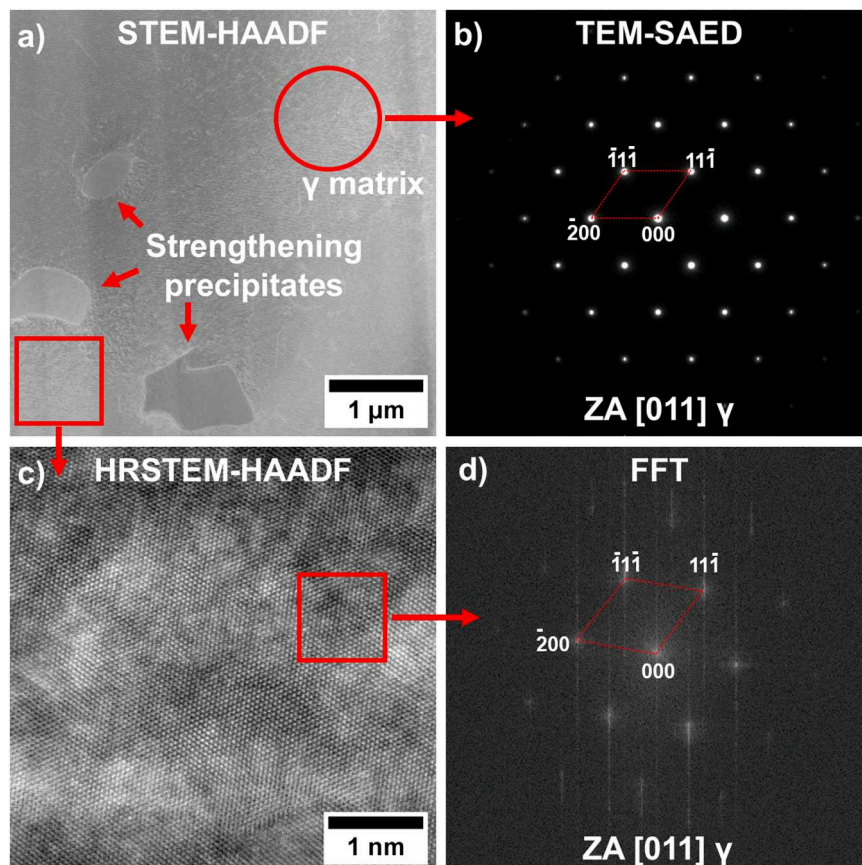 a) STEM-HAADF
γ matrix
Strengthening
precipitates
1 µm
b) TEM-SAED
1̄11̄ 111̄
2̄00 000
ZA [011] γ
c) HRSTEM-HAADF
1 nm
d) FFT
1̄11̄ 111̄
2̄00
000
ZA [011] γ